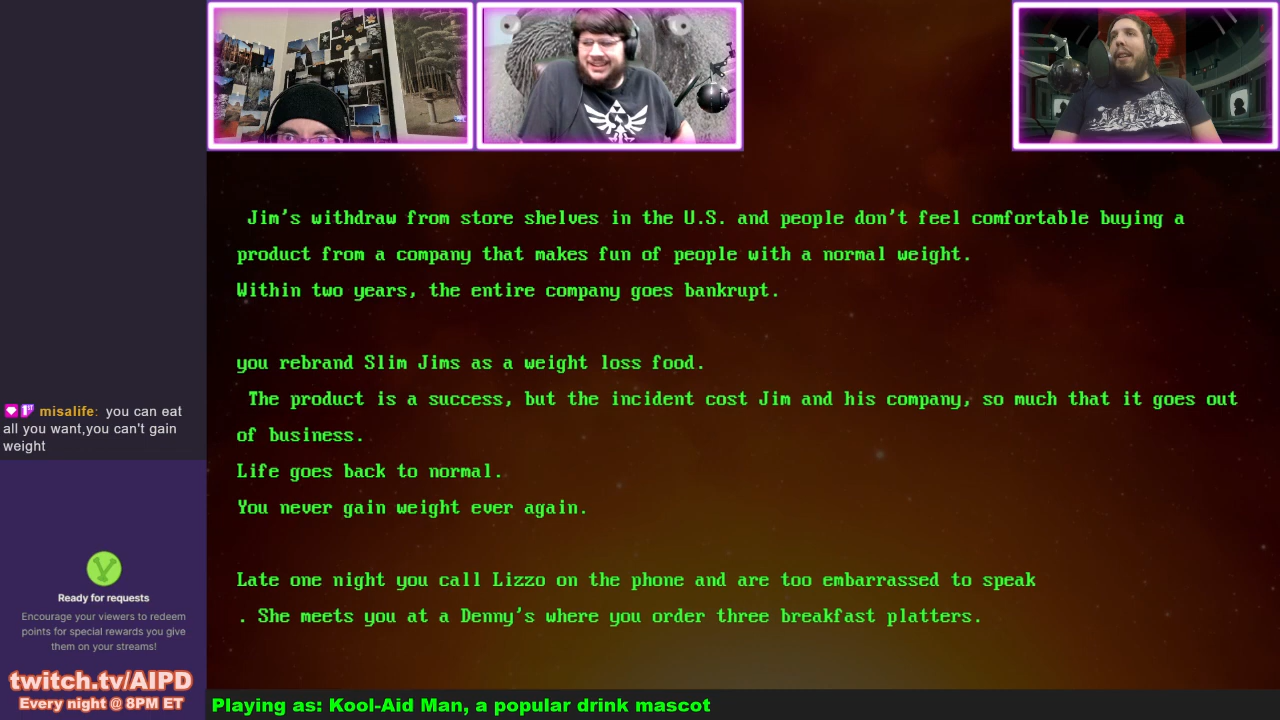 Jim's withdraw from store shelves in the U.S. and people don't feel comfortable buying a
product from a company that makes fun of people with a normal weight.
Within two years, the entire company goes bankrupt.
you rebrand Slim Jims as a weight loss food.
The product is a success, but the incident cost Jim and his company, so much that it goes out
of business.
Life goes back to normal.
You never gain weight ever again.
Late one night you call Lizzo on the phone and are too embarrassed to speak
. She meets you at a Denny's where you order three breakfast platters.
misalife: you can eat
all you want,you can't gain
weight
Ready for requests
Encourage your viewers to redeem
points for special rewards you give
them on your streams!
twitch.tv/AIPD
Every night @ 8PM ET
Playing as: Kool-Aid Man, a popular drink mascot